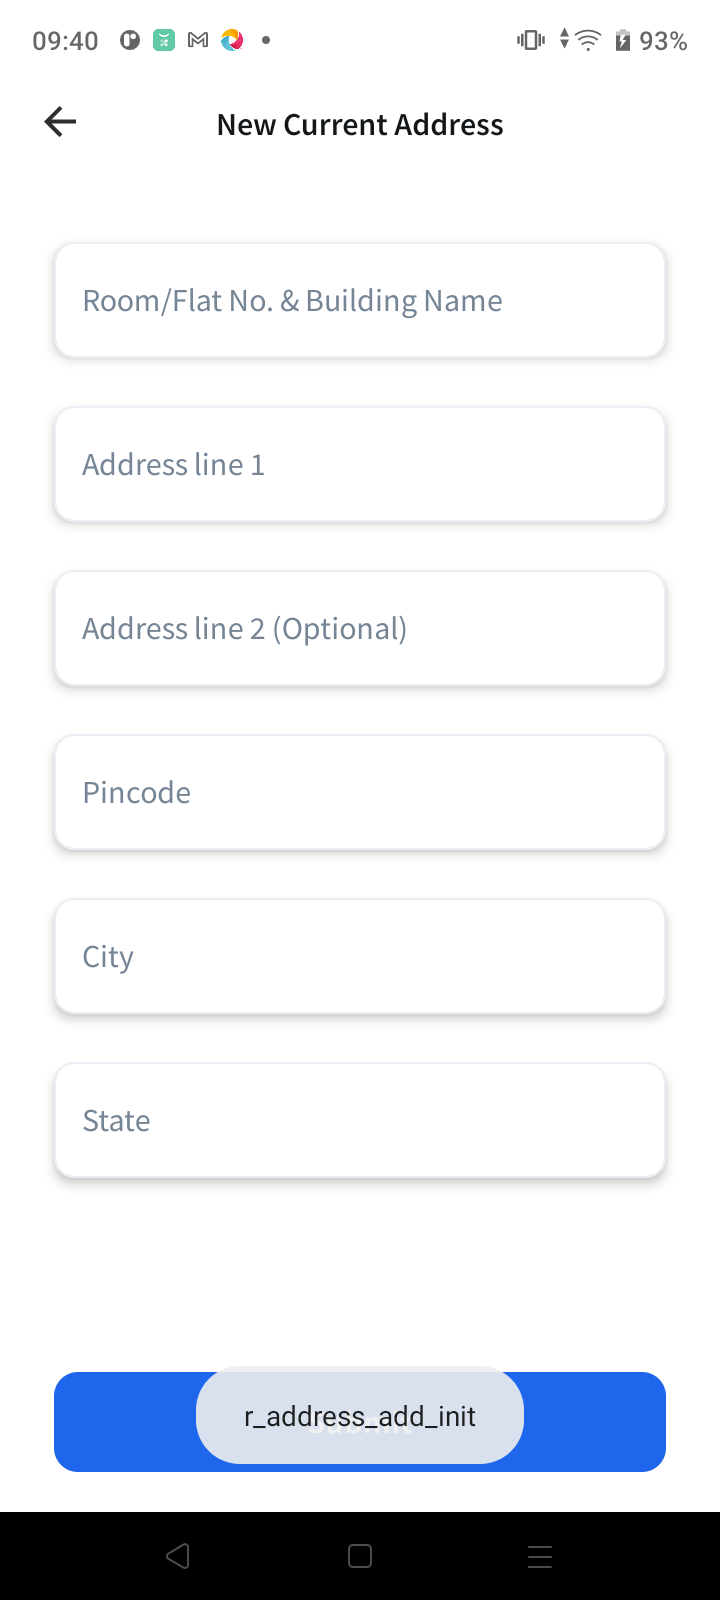 09:40
93%
New Current Address
Room/Flat No. & Building Name
Address line 1
Address line 2 (Optional)
Pincode
City
State
Submit
r_address_add_init